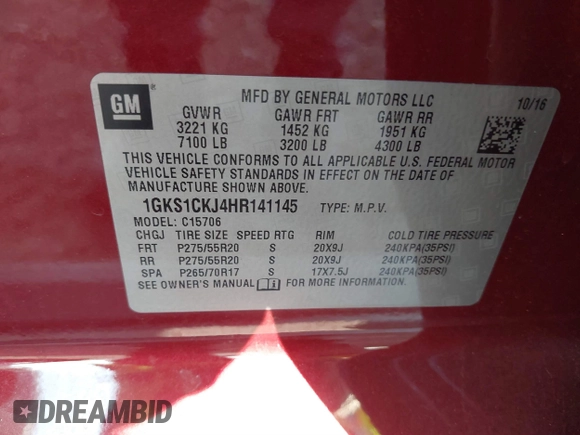 GM
MFD BY GENERAL MOTORS LLC
10/16
GVWR GAWR FRT GAWR RR
3221 KG 1452 KG 1951 KG
7100 LB 3200 LB 4300 LB
THIS VEHICLE CONFORMS TO ALL APPLICABLE U.S. FEDERAL MOTOR
VEHICLE SAFETY STANDARDS IN EFFECT ON THE DATE OF
MANUFACTURE SHOWN ABOVE.
1GKS1CKJ4HR141145 TYPE: M.P.V.
MODEL: C15706
CHGJ TIRE SIZE SPEED RTG RIM COLD TIRE PRESSURE
FRT P275/55R20 S 20X9J 240KPA(35PSI)
RR P275/55R20 S 20X9J 240KPA(35PSI)
SPA P265/70R17 S 17X7.5J 240KPA(35PSI)
SEE OWNER'S MANUAL FOR MORE INFORMATION.
DREAMBID